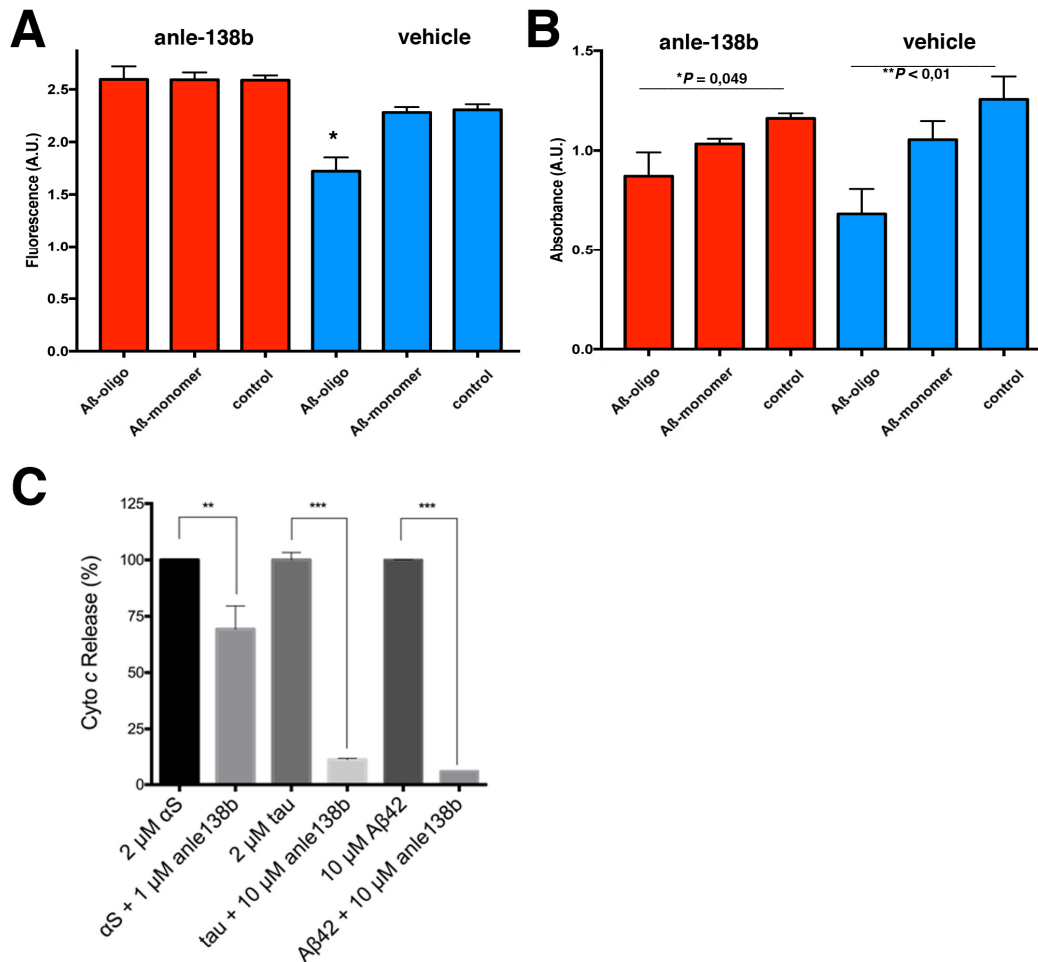 A
anle-138b
vehicle
Fluorescence (A.U.)
2.5
2.0
1.5
1.0
0.5
0.0
*
Aß-oligo
Aß-monomer
control
Aß-oligo
Aß-monomer
control
B
anle-138b
vehicle
*P = 0,049
**P < 0,01
Absorbance (A.U.)
1.5
1.0
0.5
0.0
Aß-oligo
Aß-monomer
control
Aß-oligo
Aß-monomer
control
C
Cyto c Release (%)
125
100
75
50
25
0
**
***
***
2 µM αS
αS + 1 µM anle138b
2 µM tau
tau + 10 µM anle138b
10 µM Aβ42
Aβ42 + 10 µM anle138b